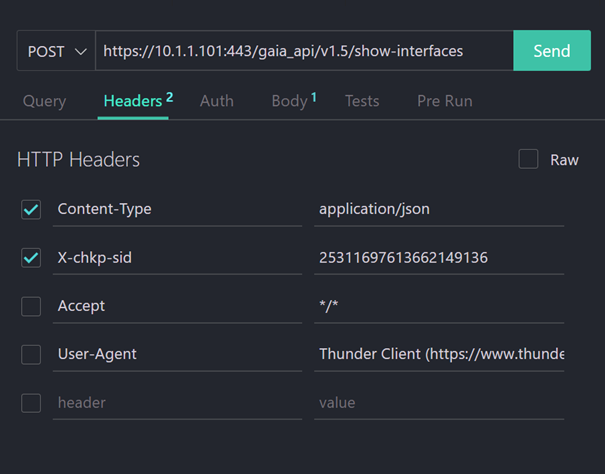 POST https://10.1.1.101:443/gaia_api/v1.5/show-interfaces Send
Query Headers 2 Auth Body 1 Tests Pre Run
HTTP Headers Raw
Content-Type application/json
X-chkp-sid 25311697613662149136
Accept */*
User-Agent Thunder Client (https://www.thunde
header value